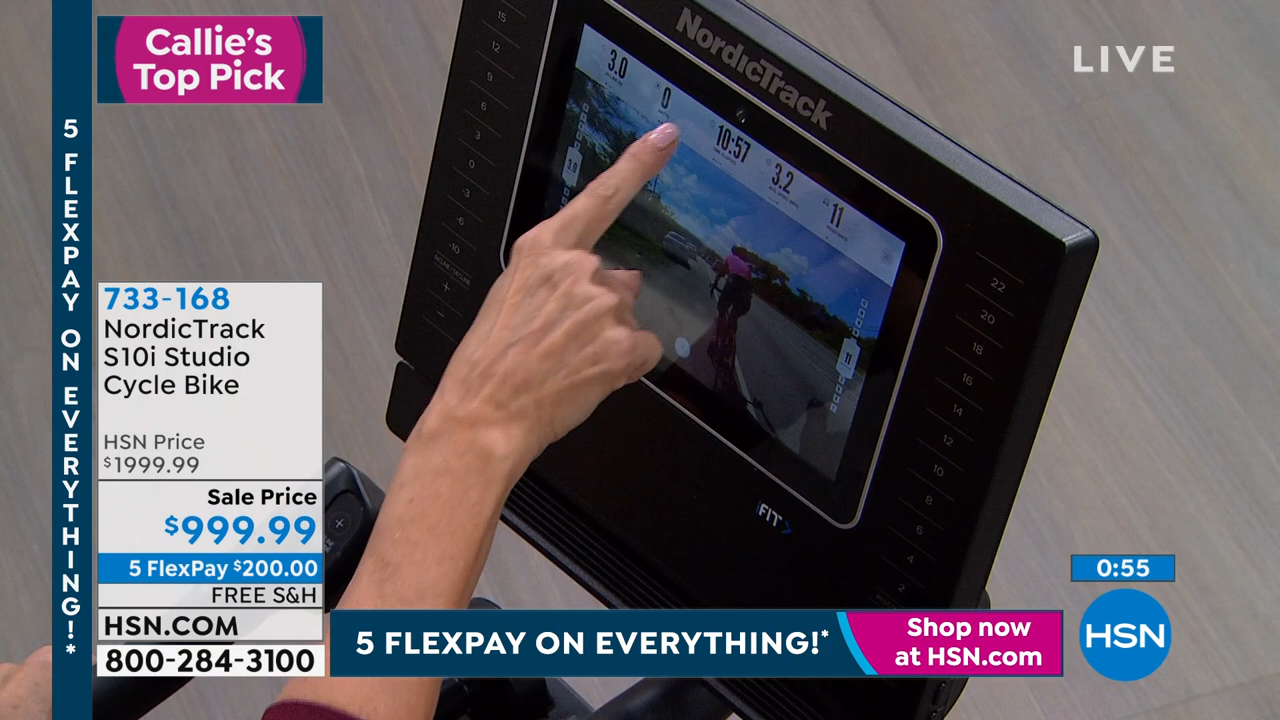 Callie's
Top Pick
LIVE
5 FLEXPAY ON EVERYTHING!*
733-168
NordicTrack
S10i Studio
Cycle Bike
HSN Price
$1999.99
Sale Price
$999.99
5 FlexPay $200.00
FREE S&H
HSN.COM
800-284-3100
NordicTrack
3.0
0
10:57
3.2
11
3.0
11
15
12
9
6
3
0
-3
-6
-10
+
-
22
20
18
16
14
12
10
8
6
4
2
iFIT
+
5 FLEXPAY ON EVERYTHING!*
Shop now
at HSN.com
0:55
HSN